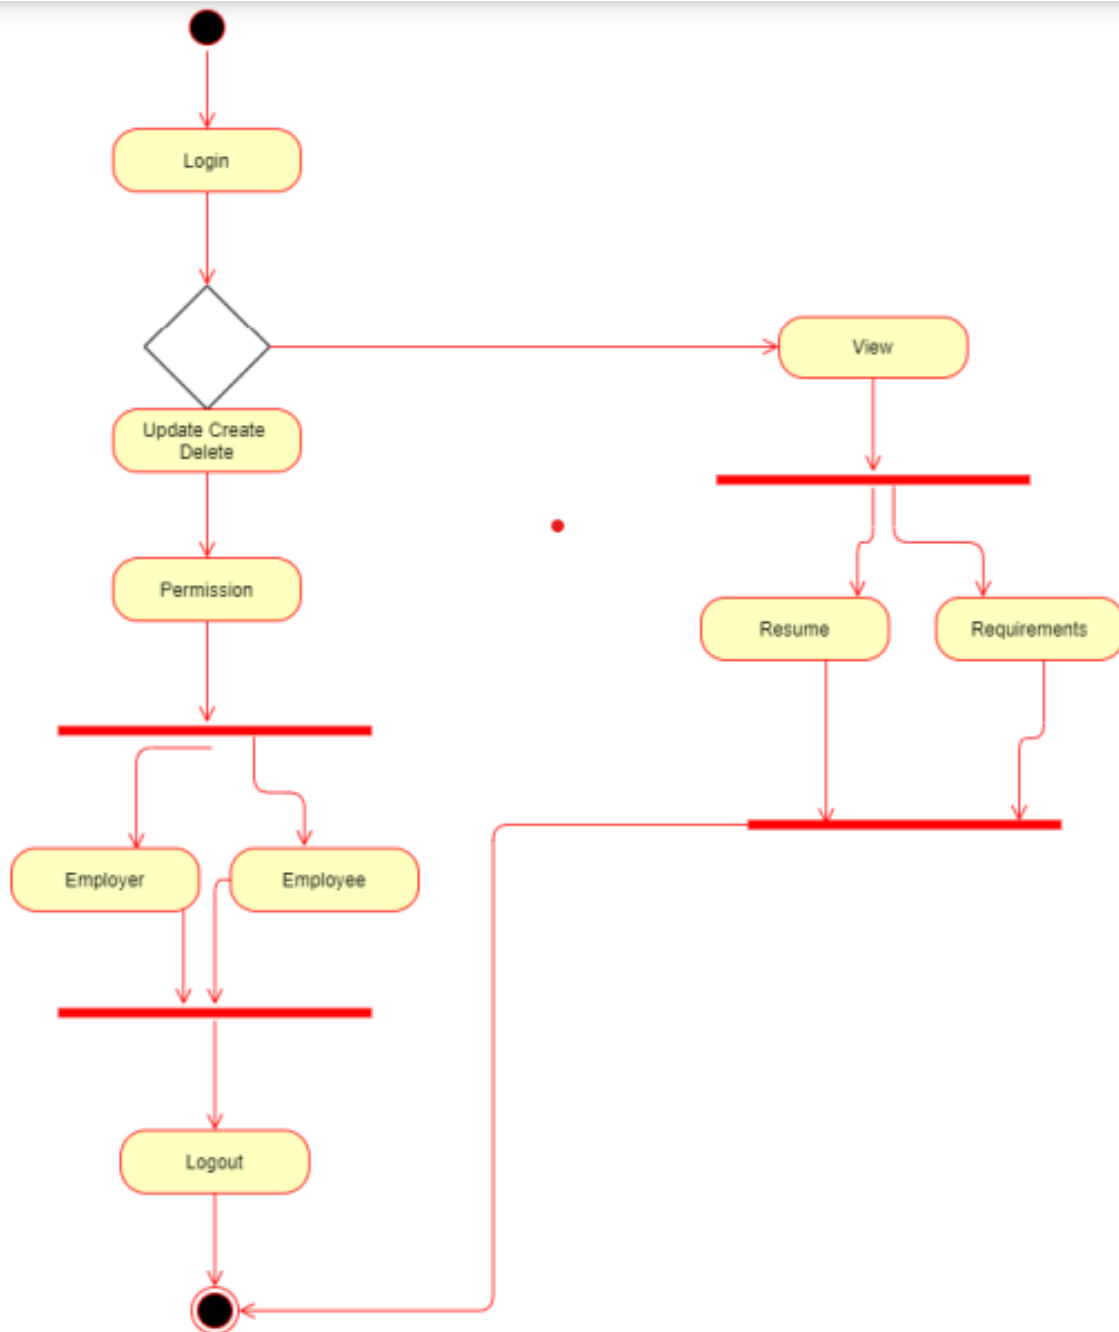 Login
View
Update Create
Delete
Permission
Resume
Requirements
Employer
Employee
Logout